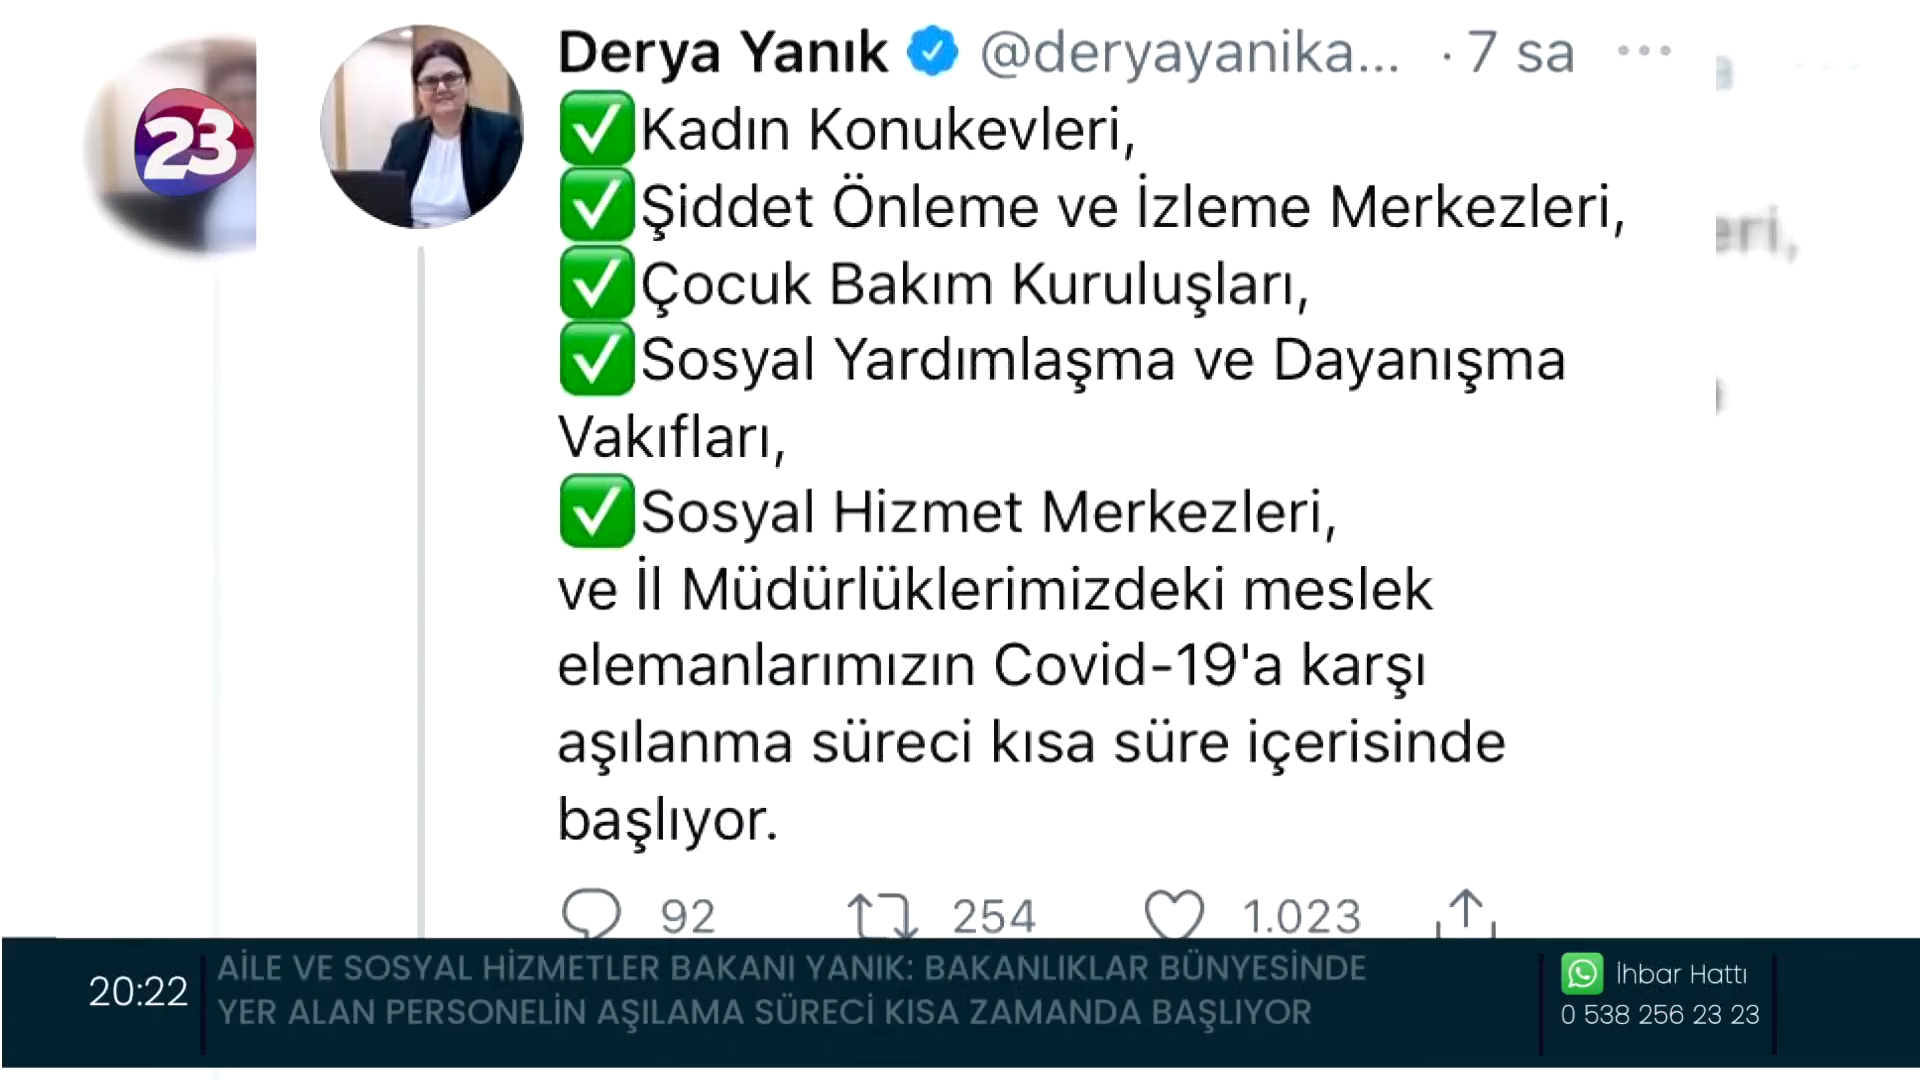 23
Derya Yanık @deryayanika... · 7 sa
✅Kadın Konukevleri,
✅Şiddet Önleme ve İzleme Merkezleri,
✅Çocuk Bakım Kuruluşları,
✅Sosyal Yardımlaşma ve Dayanışma
Vakıfları,
✅Sosyal Hizmet Merkezleri,
ve İl Müdürlüklerimizdeki meslek
elemanlarımızın Covid-19'a karşı
aşılanma süreci kısa süre içerisinde
başlıyor.
92 254 1.023
eri,
20:22
AİLE VE SOSYAL HİZMETLER BAKANI YANIK: BAKANLIKLAR BÜNYESİNDE
YER ALAN PERSONELİN AŞILAMA SÜRECİ KISA ZAMANDA BAŞLIYOR
İhbar Hattı
0 538 256 23 23